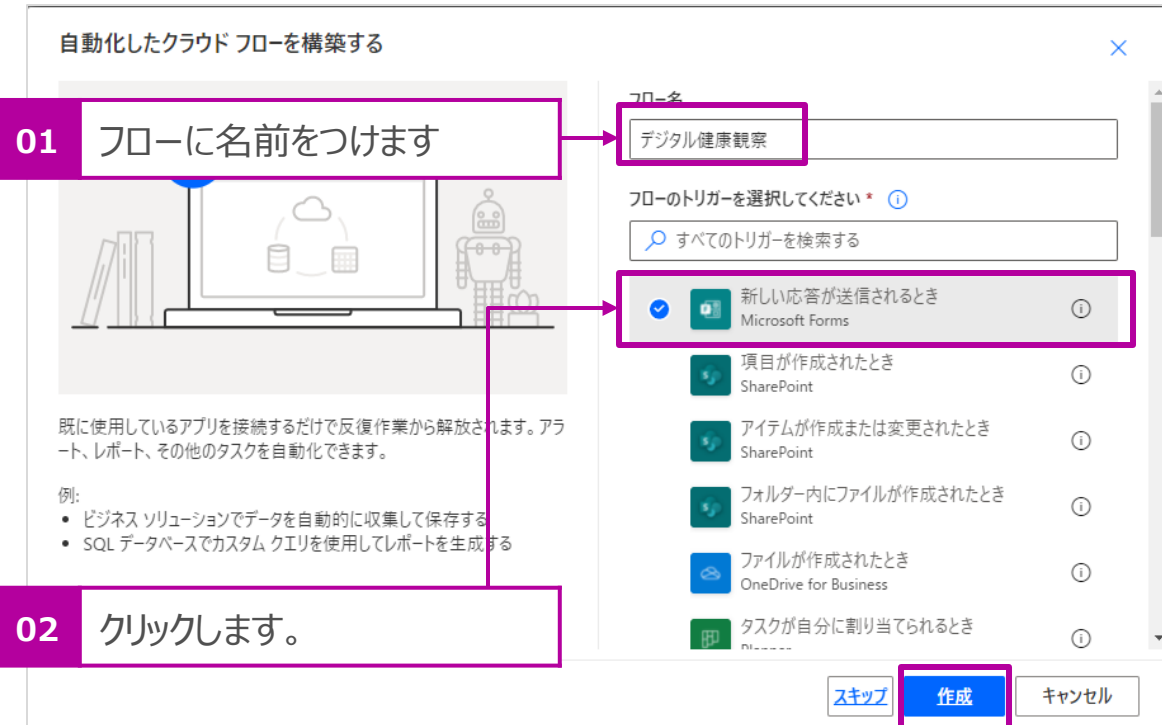 自動化したクラウド フローを構築する
01 フローに名前をつけます
フロー名
デジタル健康観察
フローのトリガーを選択してください *
すべてのトリガーを検索する
新しい応答が送信されるとき
Microsoft Forms
項目が作成されたとき
SharePoint
アイテムが作成または変更されたとき
SharePoint
フォルダー内にファイルが作成されたとき
SharePoint
ファイルが作成されたとき
OneDrive for Business
タスクが自分に割り当てられるとき
Planner
既に使用しているアプリを接続するだけで反復作業から解放されます。アラ
ート、レポート、その他のタスクを自動化できます。
例:
• ビジネス ソリューションでデータを自動的に収集して保存する
• SQL データベースでカスタム クエリを使用してレポートを生成する
02 クリックします。
スキップ 作成 キャンセル